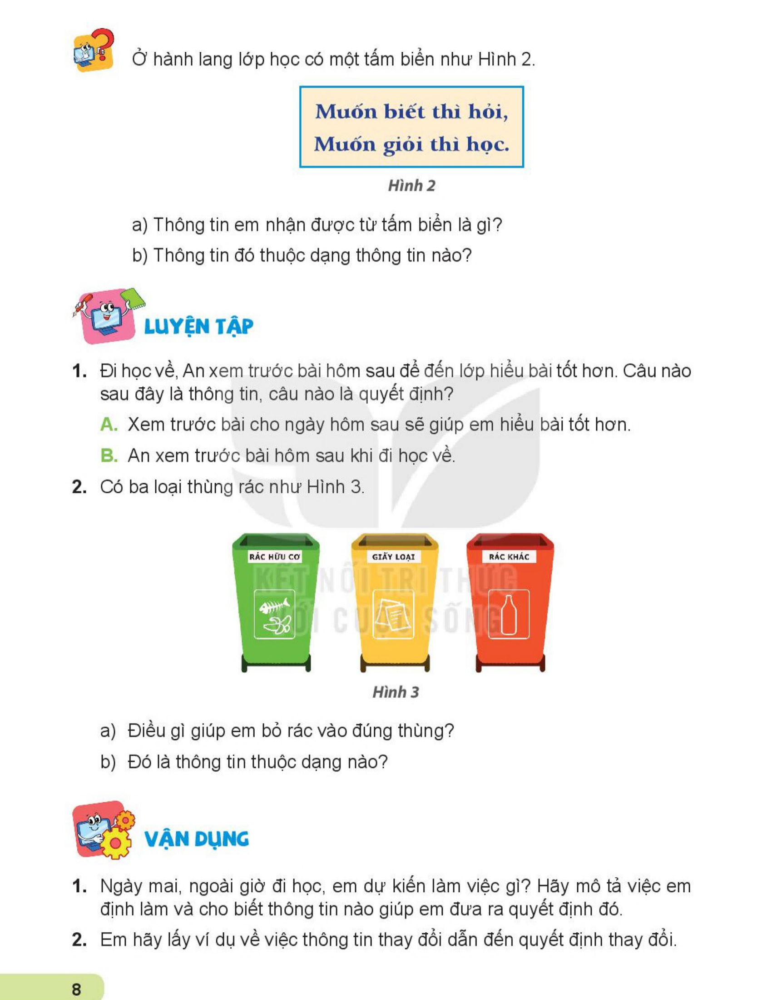 Ở hành lang lớp học có một tấm biển như Hình 2.
Muốn biết thì hỏi,
Muốn giỏi thì học.
Hình 2
a) Thông tin em nhận được từ tấm biển là gì?
b) Thông tin đó thuộc dạng thông tin nào?
LUYỆN TẬP
1. Đi học về, An xem trước bài hôm sau để đến lớp hiểu bài tốt hơn. Câu nào
sau đây là thông tin, câu nào là quyết định?
A. Xem trước bài cho ngày hôm sau sẽ giúp em hiểu bài tốt hơn.
B. An xem trước bài hôm sau khi đi học về.
2. Có ba loại thùng rác như Hình 3.
RÁC HỮU CƠ GIẤY LOẠI RÁC KHÁC
KẾT NỐI TRI THỨC
VỚI CUỘC SỐNG
Hình 3
a) Điều gì giúp em bỏ rác vào đúng thùng?
b) Đó là thông tin thuộc dạng nào?
VẬN DỤNG
1. Ngày mai, ngoài giờ đi học, em dự kiến làm việc gì? Hãy mô tả việc em
định làm và cho biết thông tin nào giúp em đưa ra quyết định đó.
2. Em hãy lấy ví dụ về việc thông tin thay đổi dẫn đến quyết định thay đổi.
8